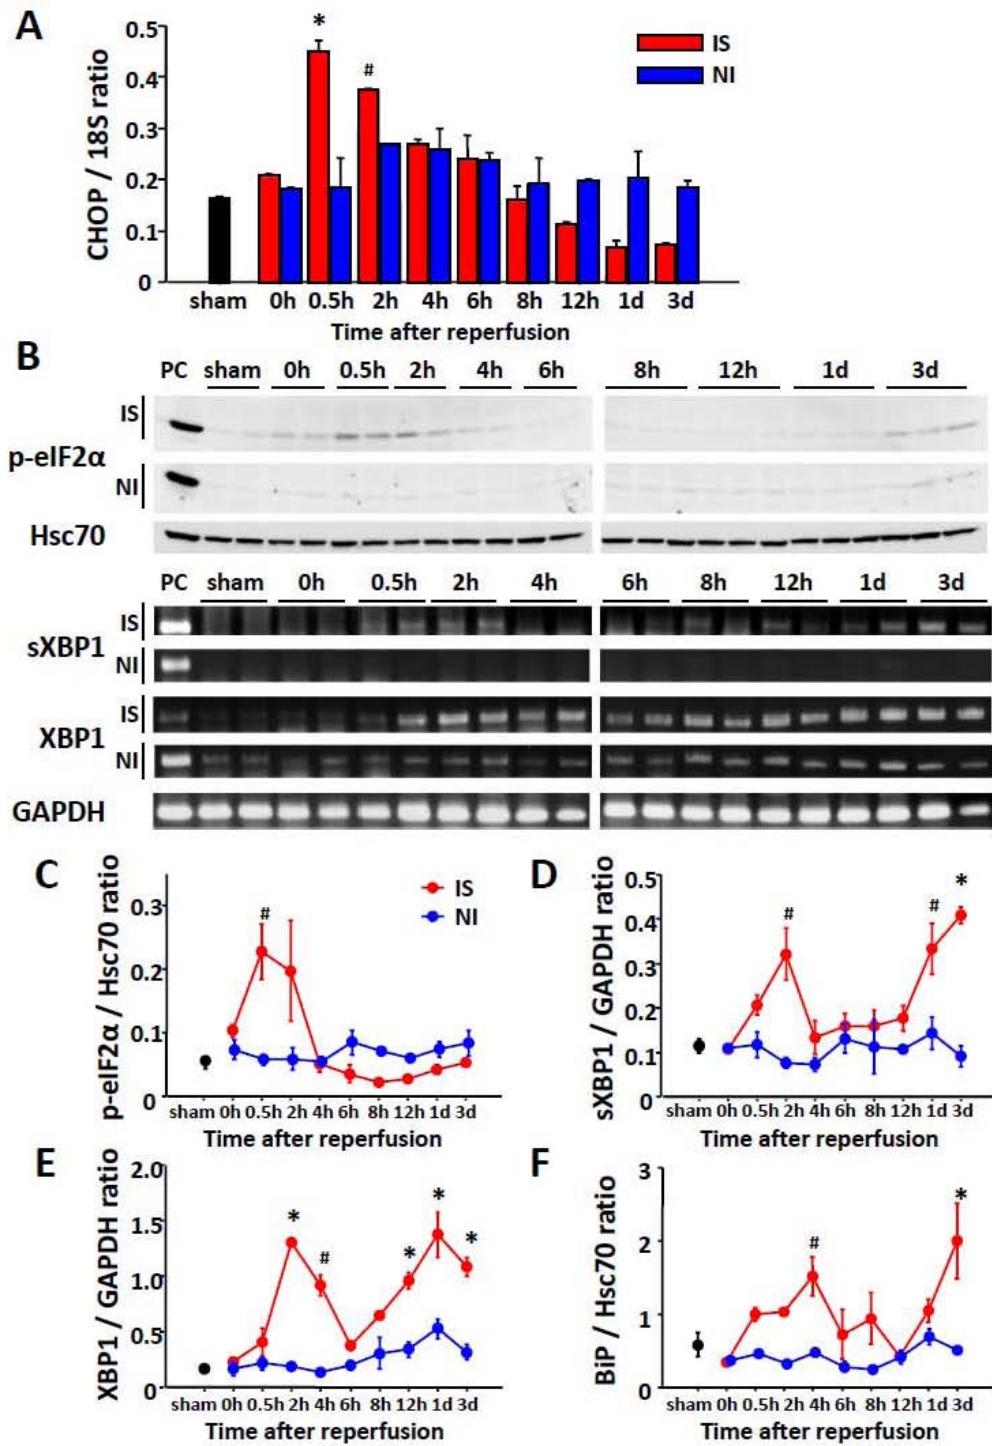 A
CHOP / 18S ratio
0.5
0.4
0.3
0.2
0.1
0
*
#
IS
NI
sham 0h 0.5h 2h 4h 6h 8h 12h 1d 3d
Time after reperfusion
B
PC sham 0h 0.5h 2h 4h 6h 8h 12h 1d 3d
p-eIF2α
IS
NI
Hsc70
PC sham 0h 0.5h 2h 4h 6h 8h 12h 1d 3d
sXBP1
IS
NI
XBP1
IS
NI
GAPDH
C
p-eIF2α / Hsc70 ratio
0.3
0.2
0.1
0
#
IS
NI
sham 0h 0.5h 2h 4h 6h 8h 12h 1d 3d
Time after reperfusion
D
sXBP1 / GAPDH ratio
0.5
0.4
0.3
0.2
0.1
0
#
#
*
sham 0h 0.5h 2h 4h 6h 8h 12h 1d 3d
Time after reperfusion
E
XBP1 / GAPDH ratio
2.0
1.5
1.0
0.5
0
*
#
*
*
*
sham 0h 0.5h 2h 4h 6h 8h 12h 1d 3d
Time after reperfusion
F
BiP / Hsc70 ratio
3
2
1
0
#
*
sham 0h 0.5h 2h 4h 6h 8h 12h 1d 3d
Time after reperfusion